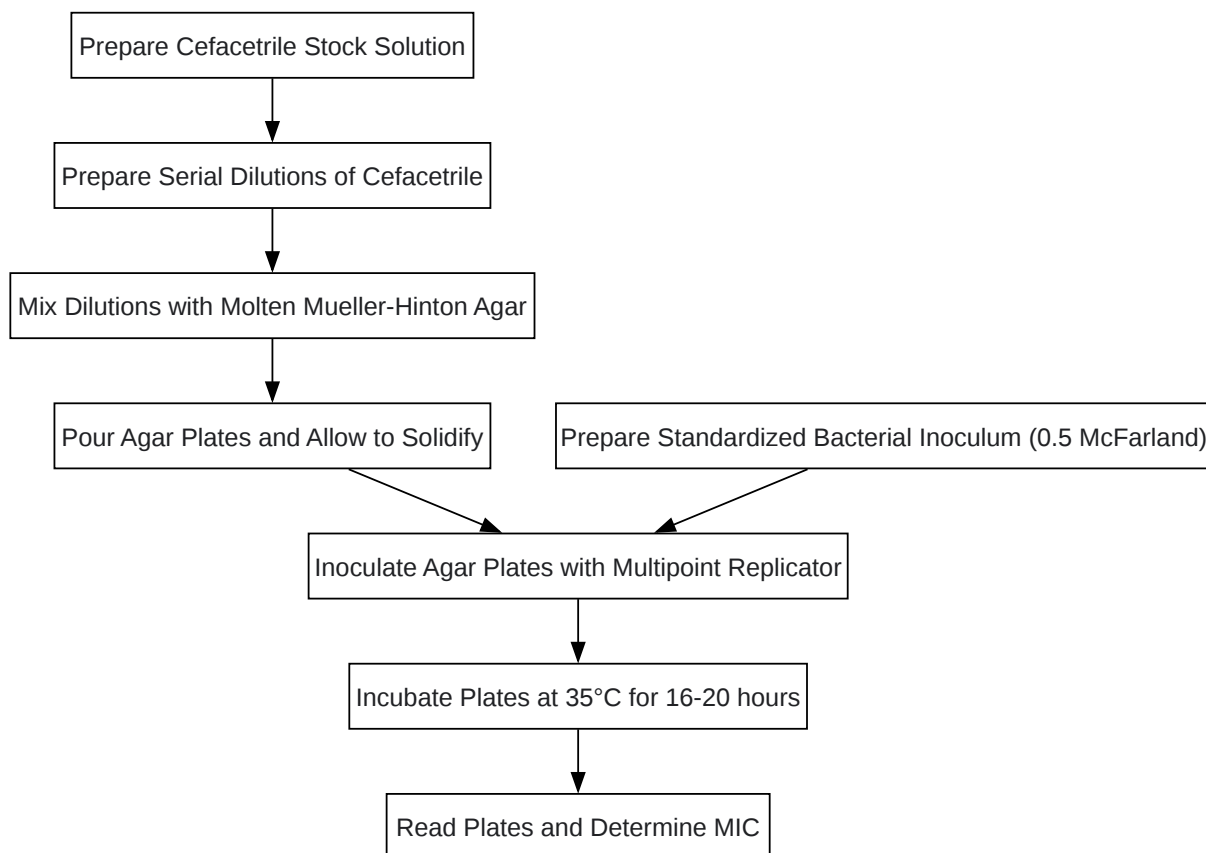 Prepare Cefacetrile Stock Solution
Prepare Serial Dilutions of Cefacetrile
Mix Dilutions with Molten Mueller-Hinton Agar
Pour Agar Plates and Allow to Solidify
Prepare Standardized Bacterial Inoculum (0.5 McFarland)
Inoculate Agar Plates with Multipoint Replicator
Incubate Plates at 35°C for 16-20 hours
Read Plates and Determine MIC